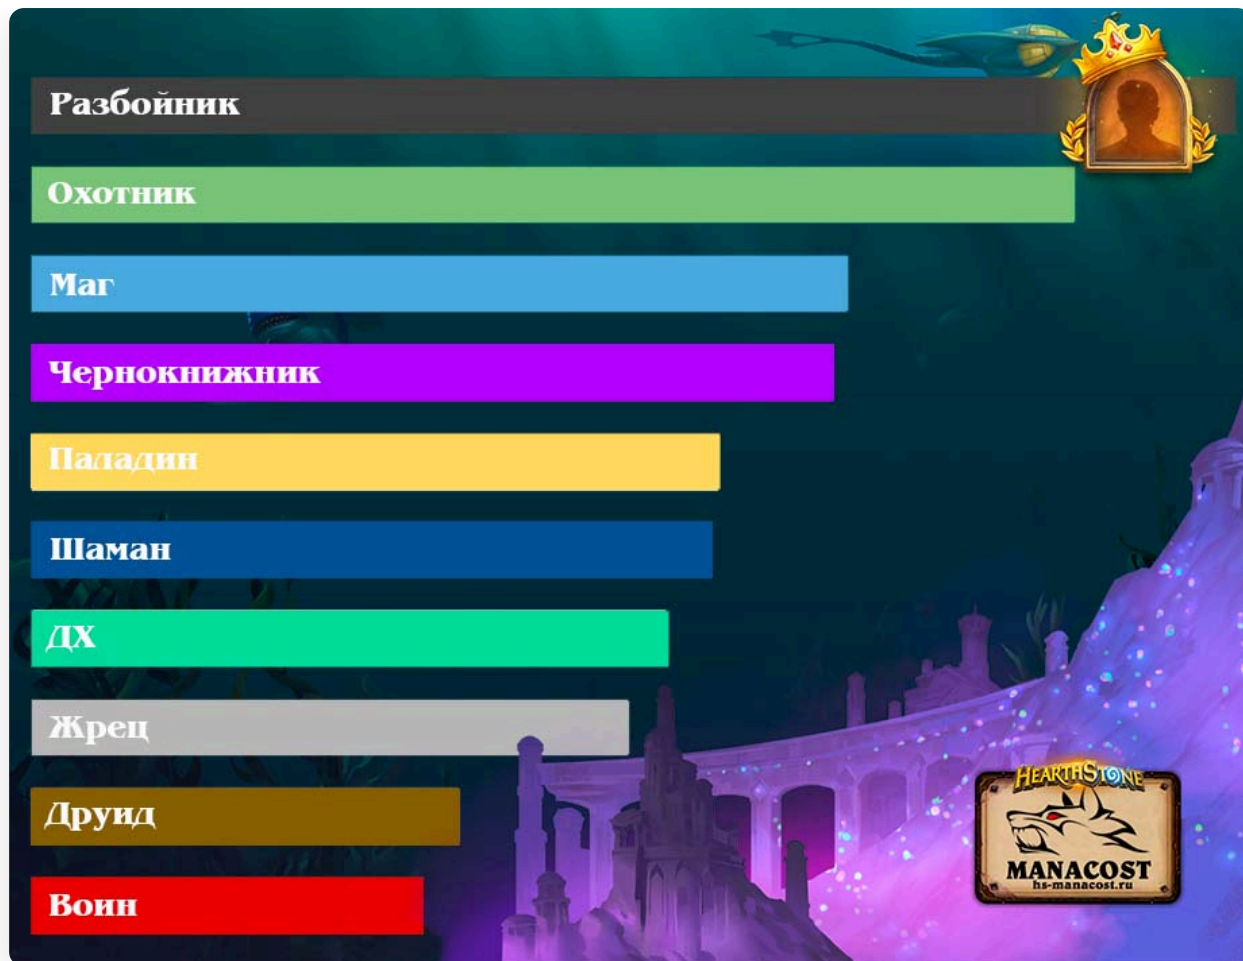 Разбойник
Охотник
Маг
Чернокнижник
Паладин
Шаман
ДХ
Жрец
Друид
Воин
HEARTHSTONE
MANACOST
hs-manacost.ru